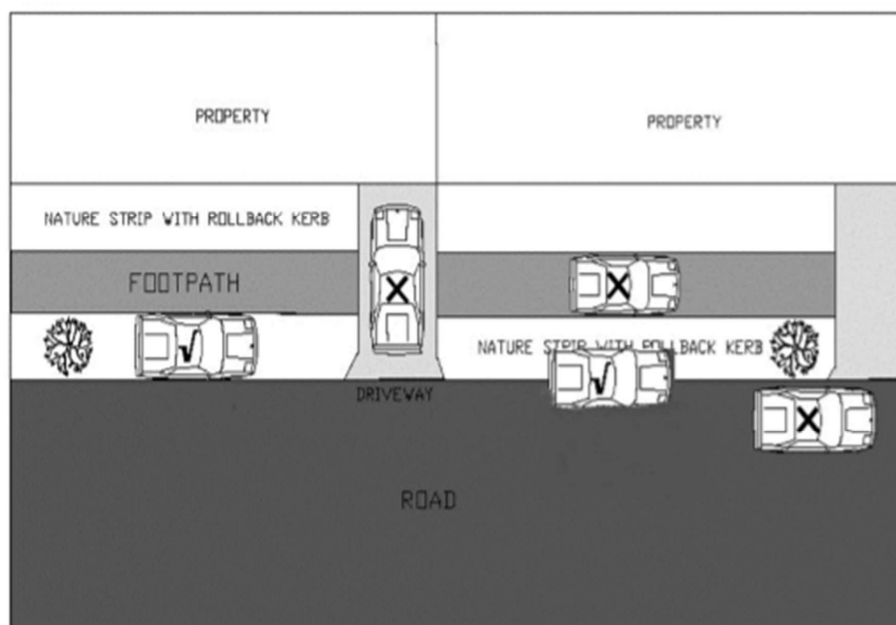 PROPERTY
PROPERTY
NATURE STRIP WITH ROLLBACK KERB
FOOTPATH
NATURE STRIP WITH ROLLBACK KERB
DRIVEWAY
ROAD